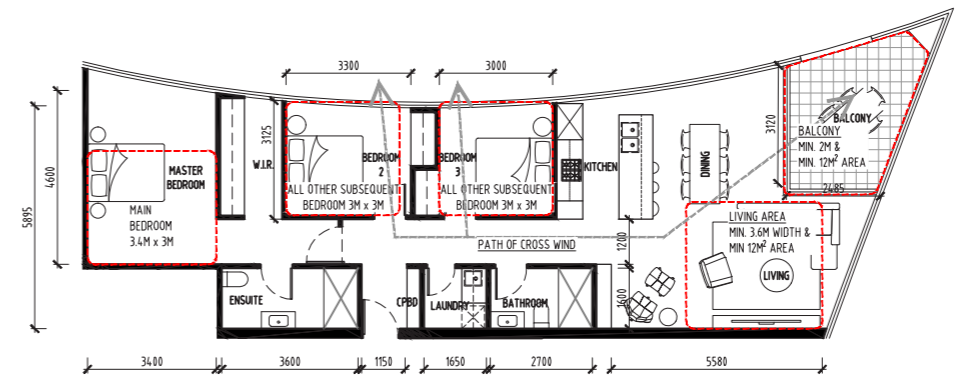 3300
3000
3125
3120
4600
5895
W.I.R.
MASTER
BEDROOM
MAIN
BEDROOM
3.4M x 3M
BEDROOM
2
ALL OTHER SUBSEQUENT
BEDROOM 3M x 3M
BEDROOM
3
ALL OTHER SUBSEQUENT
BEDROOM 3M x 3M
KITCHEN
DINING
BALCONY
BALCONY
MIN. 2M &
MIN. 12M² AREA
2485
LIVING AREA
MIN. 3.6M WIDTH &
MIN 12M² AREA
LIVING
PATH OF CROSS WIND
1200
ENSUITE
CPBD
LAUNDRY
BATHROOM
3400
3600
1150
1650
2700
5580